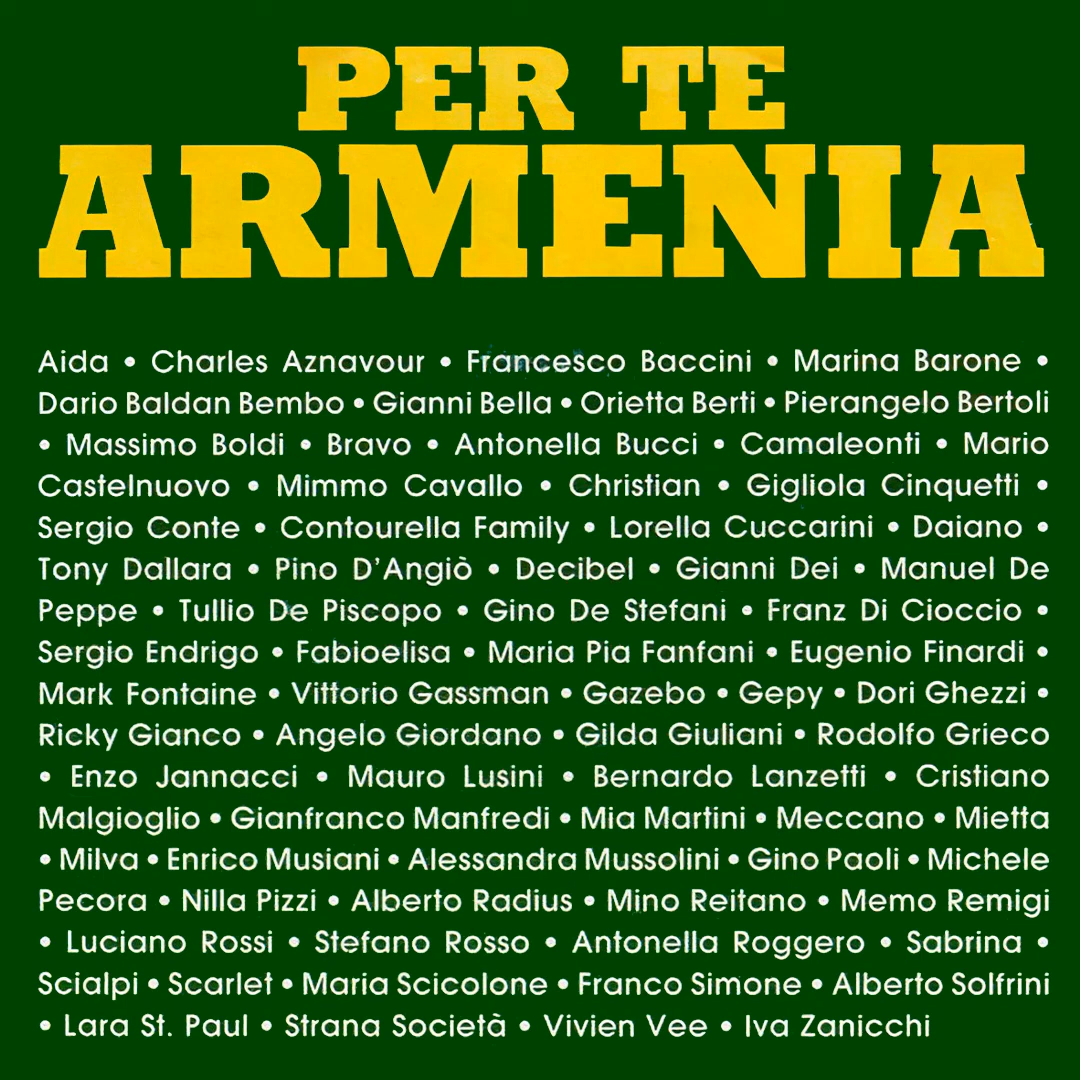 PER TE
ARMENIA
Aida • Charles Aznavour • Francesco Baccini • Marina Barone •
Dario Baldan Bembo • Gianni Bella • Orietta Berti • Pierangelo Bertoli
• Massimo Boldi • Bravo • Antonella Bucci • Camaleonti • Mario
Castelnuovo • Mimmo Cavallo • Christian • Gigliola Cinquetti •
Sergio Conte • Contourella Family • Lorella Cuccarini • Daiano •
Tony Dallara • Pino D'Angiò • Decibel • Gianni Dei • Manuel De
Peppe • Tullio De Piscopo • Gino De Stefani • Franz Di Cioccio •
Sergio Endrigo • Fabioelisa • Maria Pia Fanfani • Eugenio Finardi •
Mark Fontaine • Vittorio Gassman • Gazebo • Gepy • Dori Ghezzi •
Ricky Gianco • Angelo Giordano • Gilda Giuliani • Rodolfo Grieco
• Enzo Jannacci • Mauro Lusini • Bernardo Lanzetti • Cristiano
Malgioglio • Gianfranco Manfredi • Mia Martini • Meccano • Mietta
• Milva • Enrico Musiani • Alessandra Mussolini • Gino Paoli • Michele
Pecora • Nilla Pizzi • Alberto Radius • Mino Reitano • Memo Remigi
• Luciano Rossi • Stefano Rosso • Antonella Roggero • Sabrina •
Scialpi • Scarlet • Maria Scicolone • Franco Simone • Alberto Solfrini
• Lara St. Paul • Strana Società • Vivien Vee • Iva Zanicchi